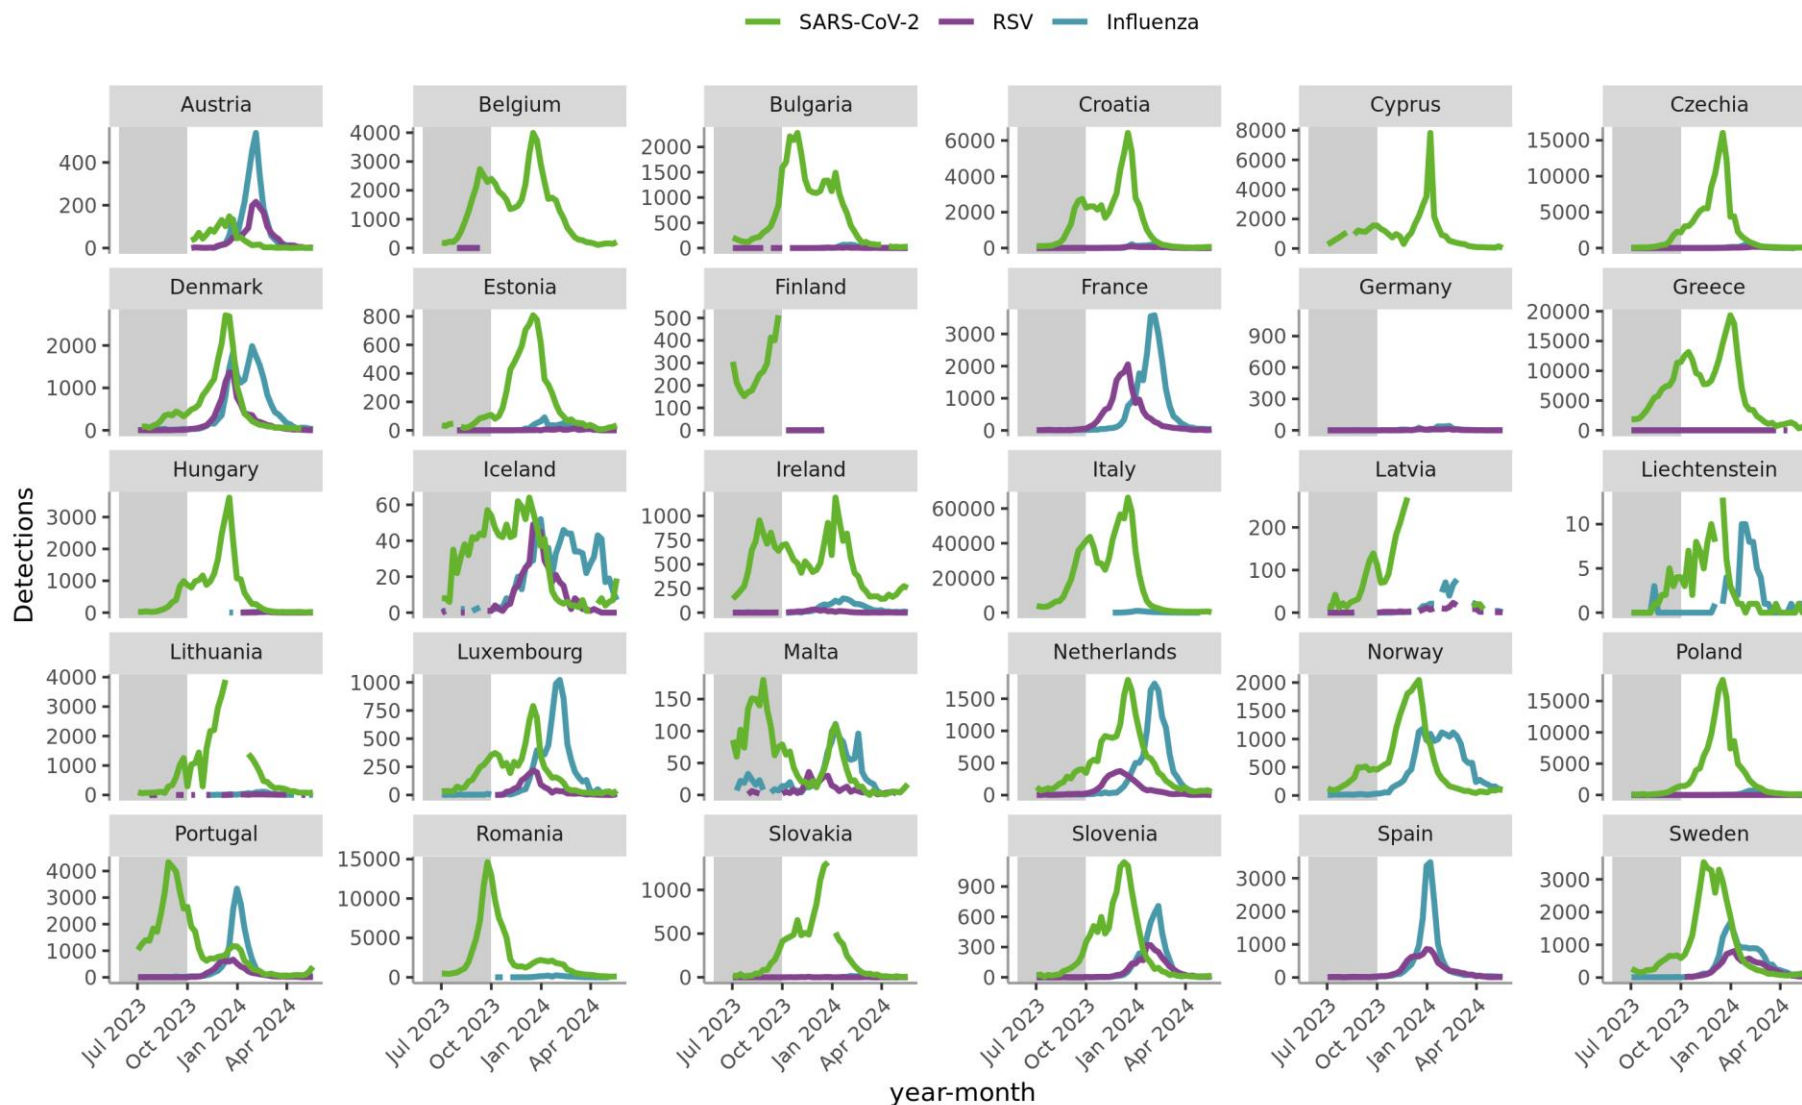 SARS-CoV-2 RSV Influenza
Austria Belgium Bulgaria Croatia Cyprus Czechia
400 200 0
4000 3000 2000 1000 0
2000 1500 1000 500 0
6000 4000 2000 0
8000 6000 4000 2000 0
15000 10000 5000 0
Denmark Estonia Finland France Germany Greece
2000 1000 0
800 600 400 200 0
500 400 300 200 100 0
3000 2000 1000 0
900 600 300 0
20000 15000 10000 5000 0
Hungary Iceland Ireland Italy Latvia Liechtenstein
3000 2000 1000 0
60 40 20 0
1000 750 500 250 0
60000 40000 20000 0
200 100 0
10 5 0
Lithuania Luxembourg Malta Netherlands Norway Poland
4000 3000 2000 1000 0
1000 750 500 250 0
150 100 50 0
1500 1000 500 0
2000 1500 1000 500 0
15000 10000 5000 0
Portugal Romania Slovakia Slovenia Spain Sweden
4000 3000 2000 1000 0
15000 10000 5000 0
1000 500 0
900 600 300 0
3000 2000 1000 0
3000 2000 1000 0
Jul 2023 Oct 2023 Jan 2024 Apr 2024
Jul 2023 Oct 2023 Jan 2024 Apr 2024
Jul 2023 Oct 2023 Jan 2024 Apr 2024
Jul 2023 Oct 2023 Jan 2024 Apr 2024
Jul 2023 Oct 2023 Jan 2024 Apr 2024
Jul 2023 Oct 2023 Jan 2024 Apr 2024
Detections
year-month